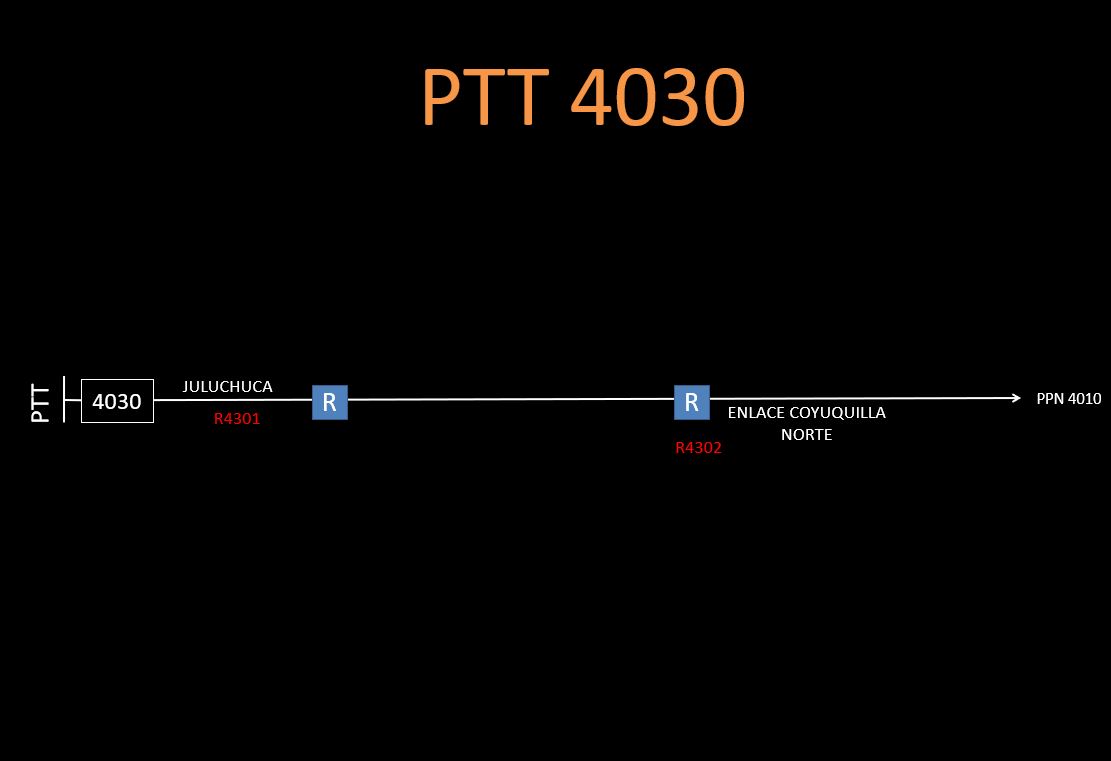 PTT 4030
PTT
4030
JULUCHUCA
R4301
R
R
R4302
ENLACE COYUQUILLA
NORTE
PPN 4010